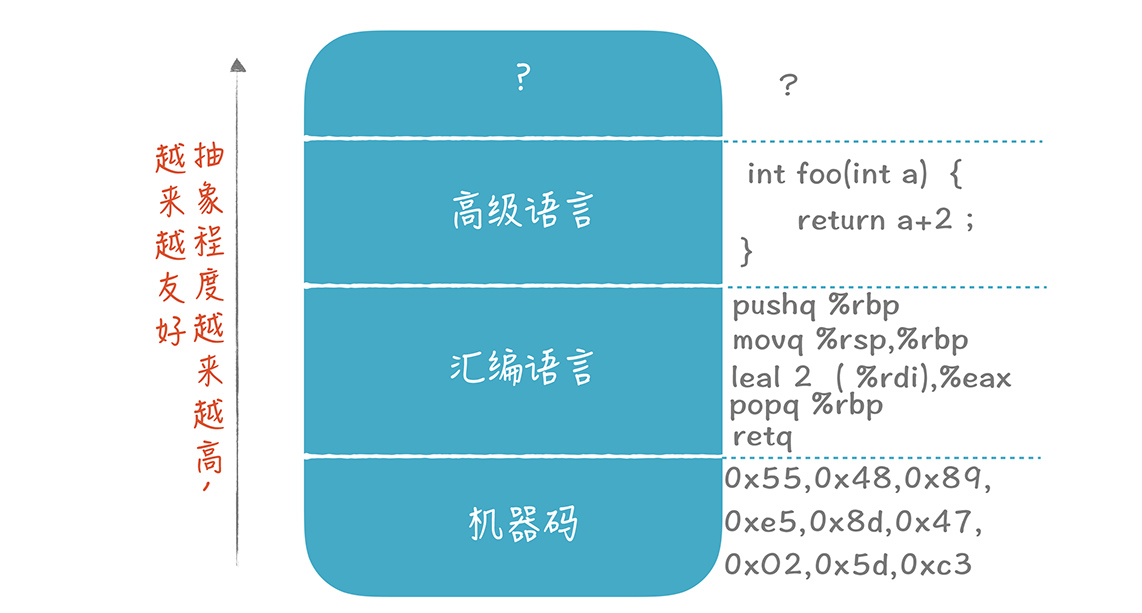 ?
?
高级语言
int foo(int a) {
return a+2 ;
}
汇编语言
pushq %rbp
movq %rsp,%rbp
leal 2 ( %rdi),%eax
popq %rbp
retq
机器码
0x55,0x48,0x89,
0xe5,0x8d,0x47,
0x02,0x5d,0xc3
抽象程度越来越高，
越来越友好